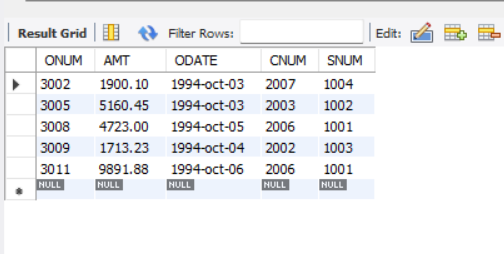 Result Grid Filter Rows: Edit:
ONUM AMT ODATE CNUM SNUM
3002 1900.10 1994-oct-03 2007 1004
3005 5160.45 1994-oct-03 2003 1002
3008 4723.00 1994-oct-05 2006 1001
3009 1713.23 1994-oct-04 2002 1003
3011 9891.88 1994-oct-06 2006 1001
NULL NULL NULL NULL NULL